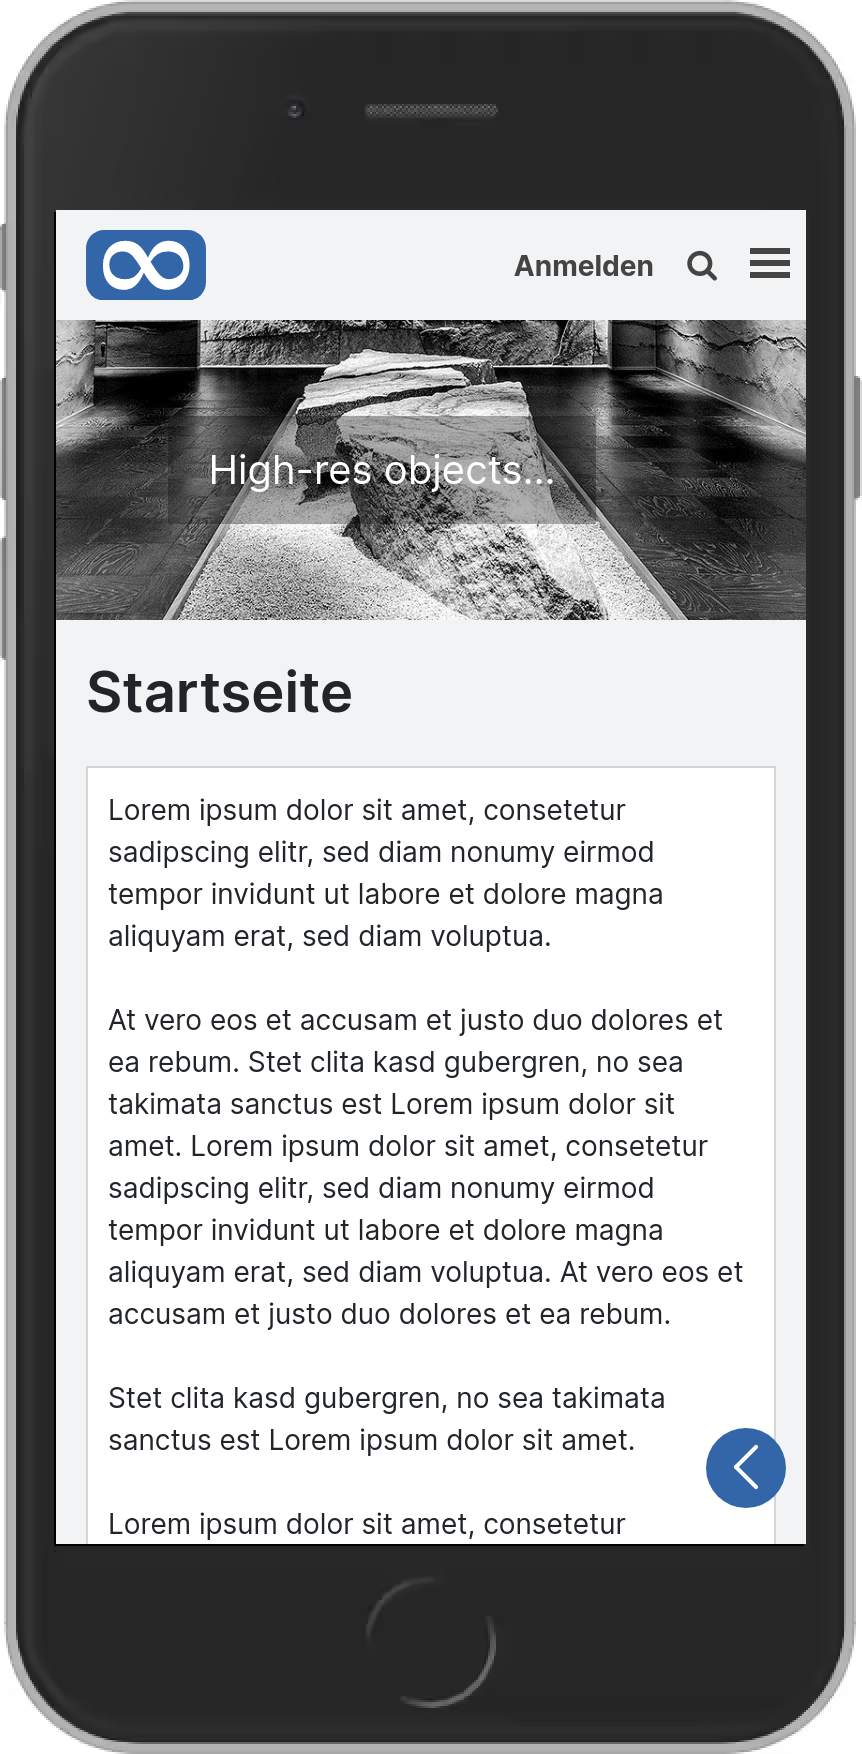 Anmelden
High-res objects...
Startseite
Lorem ipsum dolor sit amet, consetetur
sadipscing elitr, sed diam nonumy eirmod
tempor invidunt ut labore et dolore magna
aliquyam erat, sed diam voluptua.
At vero eos et accusam et justo duo dolores et
ea rebum. Stet clita kasd gubergren, no sea
takimata sanctus est Lorem ipsum dolor sit
amet. Lorem ipsum dolor sit amet, consetetur
sadipscing elitr, sed diam nonumy eirmod
tempor invidunt ut labore et dolore magna
aliquyam erat, sed diam voluptua. At vero eos et
accusam et justo duo dolores et ea rebum.
Stet clita kasd gubergren, no sea takimata
sanctus est Lorem ipsum dolor sit amet.
Lorem ipsum dolor sit amet, consetetur